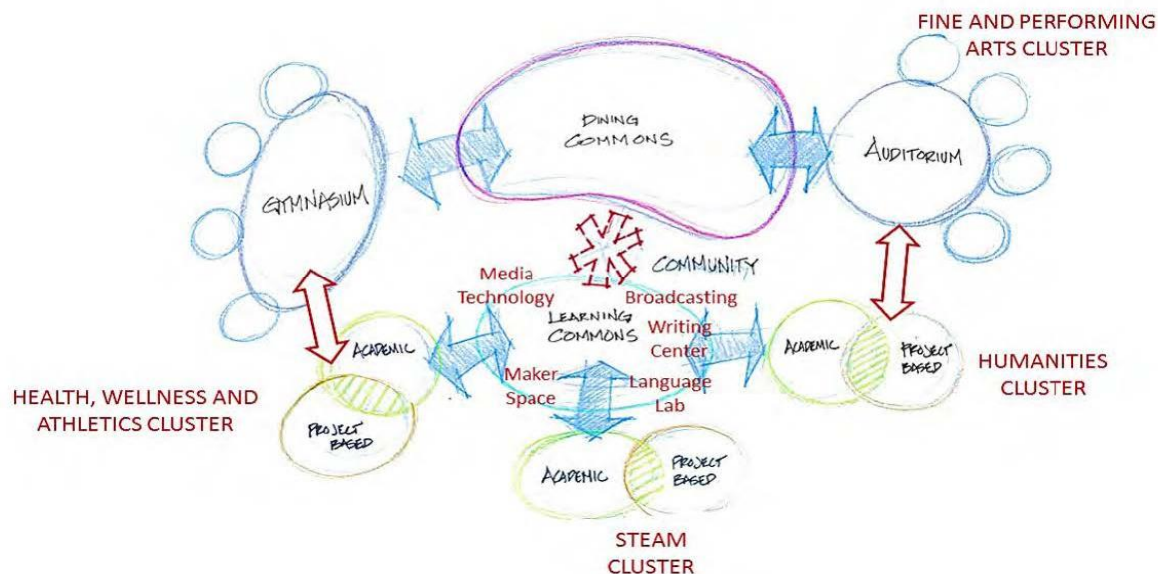 FINE AND PERFORMING
ARTS CLUSTER
DINING
COMMONS
AUDITORIUM
GYMNASIUM
COMMUNITY
Media
Technology
Broadcasting
LEARNING
COMMONS
Writing
Center
Maker
Space
Language
Lab
ACADEMIC
PROJECT
BASED
HEALTH, WELLNESS AND
ATHLETICS CLUSTER
ACADEMIC
PROJECT
BASED
HUMANITIES
CLUSTER
ACADEMIC
PROJECT
BASED
STEAM
CLUSTER